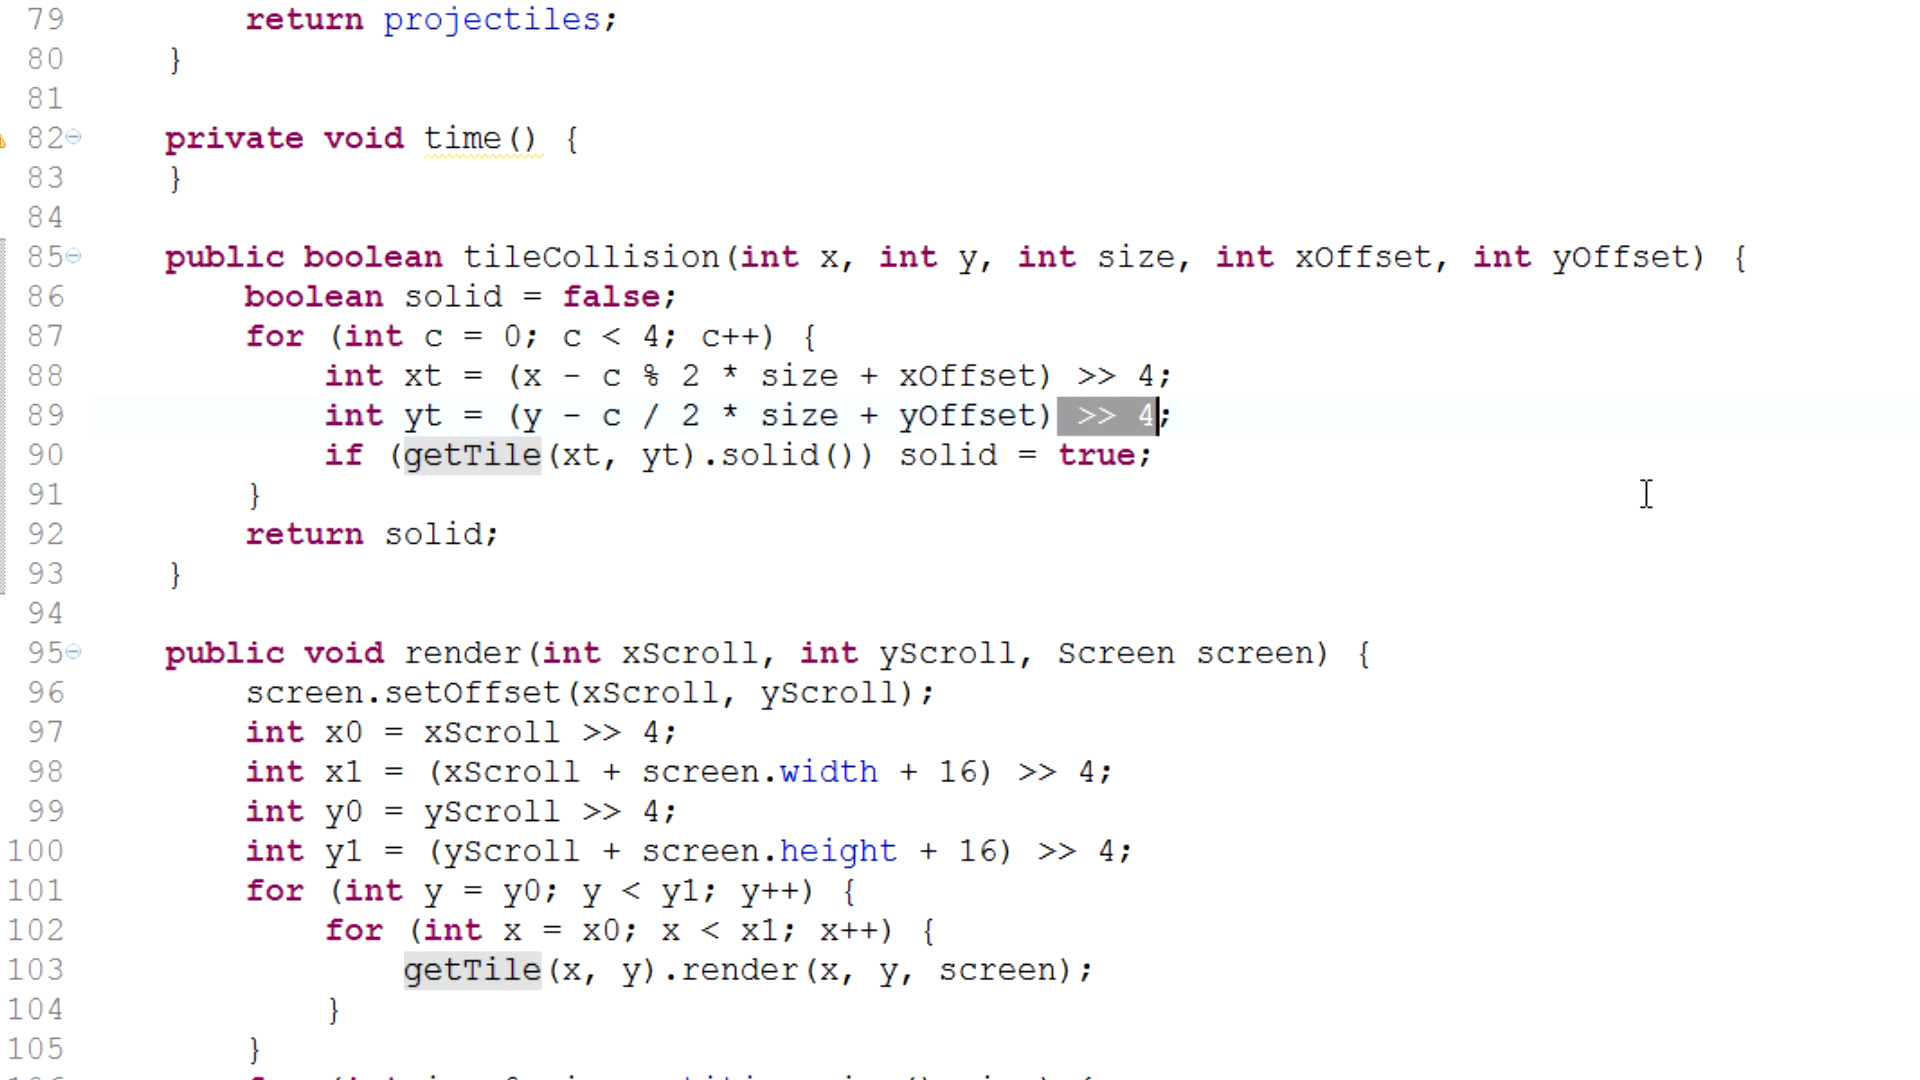 79 return projectiles;
80 }
81
82 private void time() {
83 }
84
85 public boolean tileCollision(int x, int y, int size, int xOffset, int yOffset) {
86 boolean solid = false;
87 for (int c = 0; c < 4; c++) {
88 int xt = (x - c % 2 * size + xOffset) >> 4;
89 int yt = (y - c / 2 * size + yOffset) >> 4;
90 if (getTile(xt, yt).solid()) solid = true;
91 }
92 return solid;
93 }
94
95 public void render(int xScroll, int yScroll, Screen screen) {
96 screen.setOffset(xScroll, yScroll);
97 int x0 = xScroll >> 4;
98 int x1 = (xScroll + screen.width + 16) >> 4;
99 int y0 = yScroll >> 4;
100 int y1 = (yScroll + screen.height + 16) >> 4;
101 for (int y = y0; y < y1; y++) {
102 for (int x = x0; x < x1; x++) {
103 getTile(x, y).render(x, y, screen);
104 }
105 }